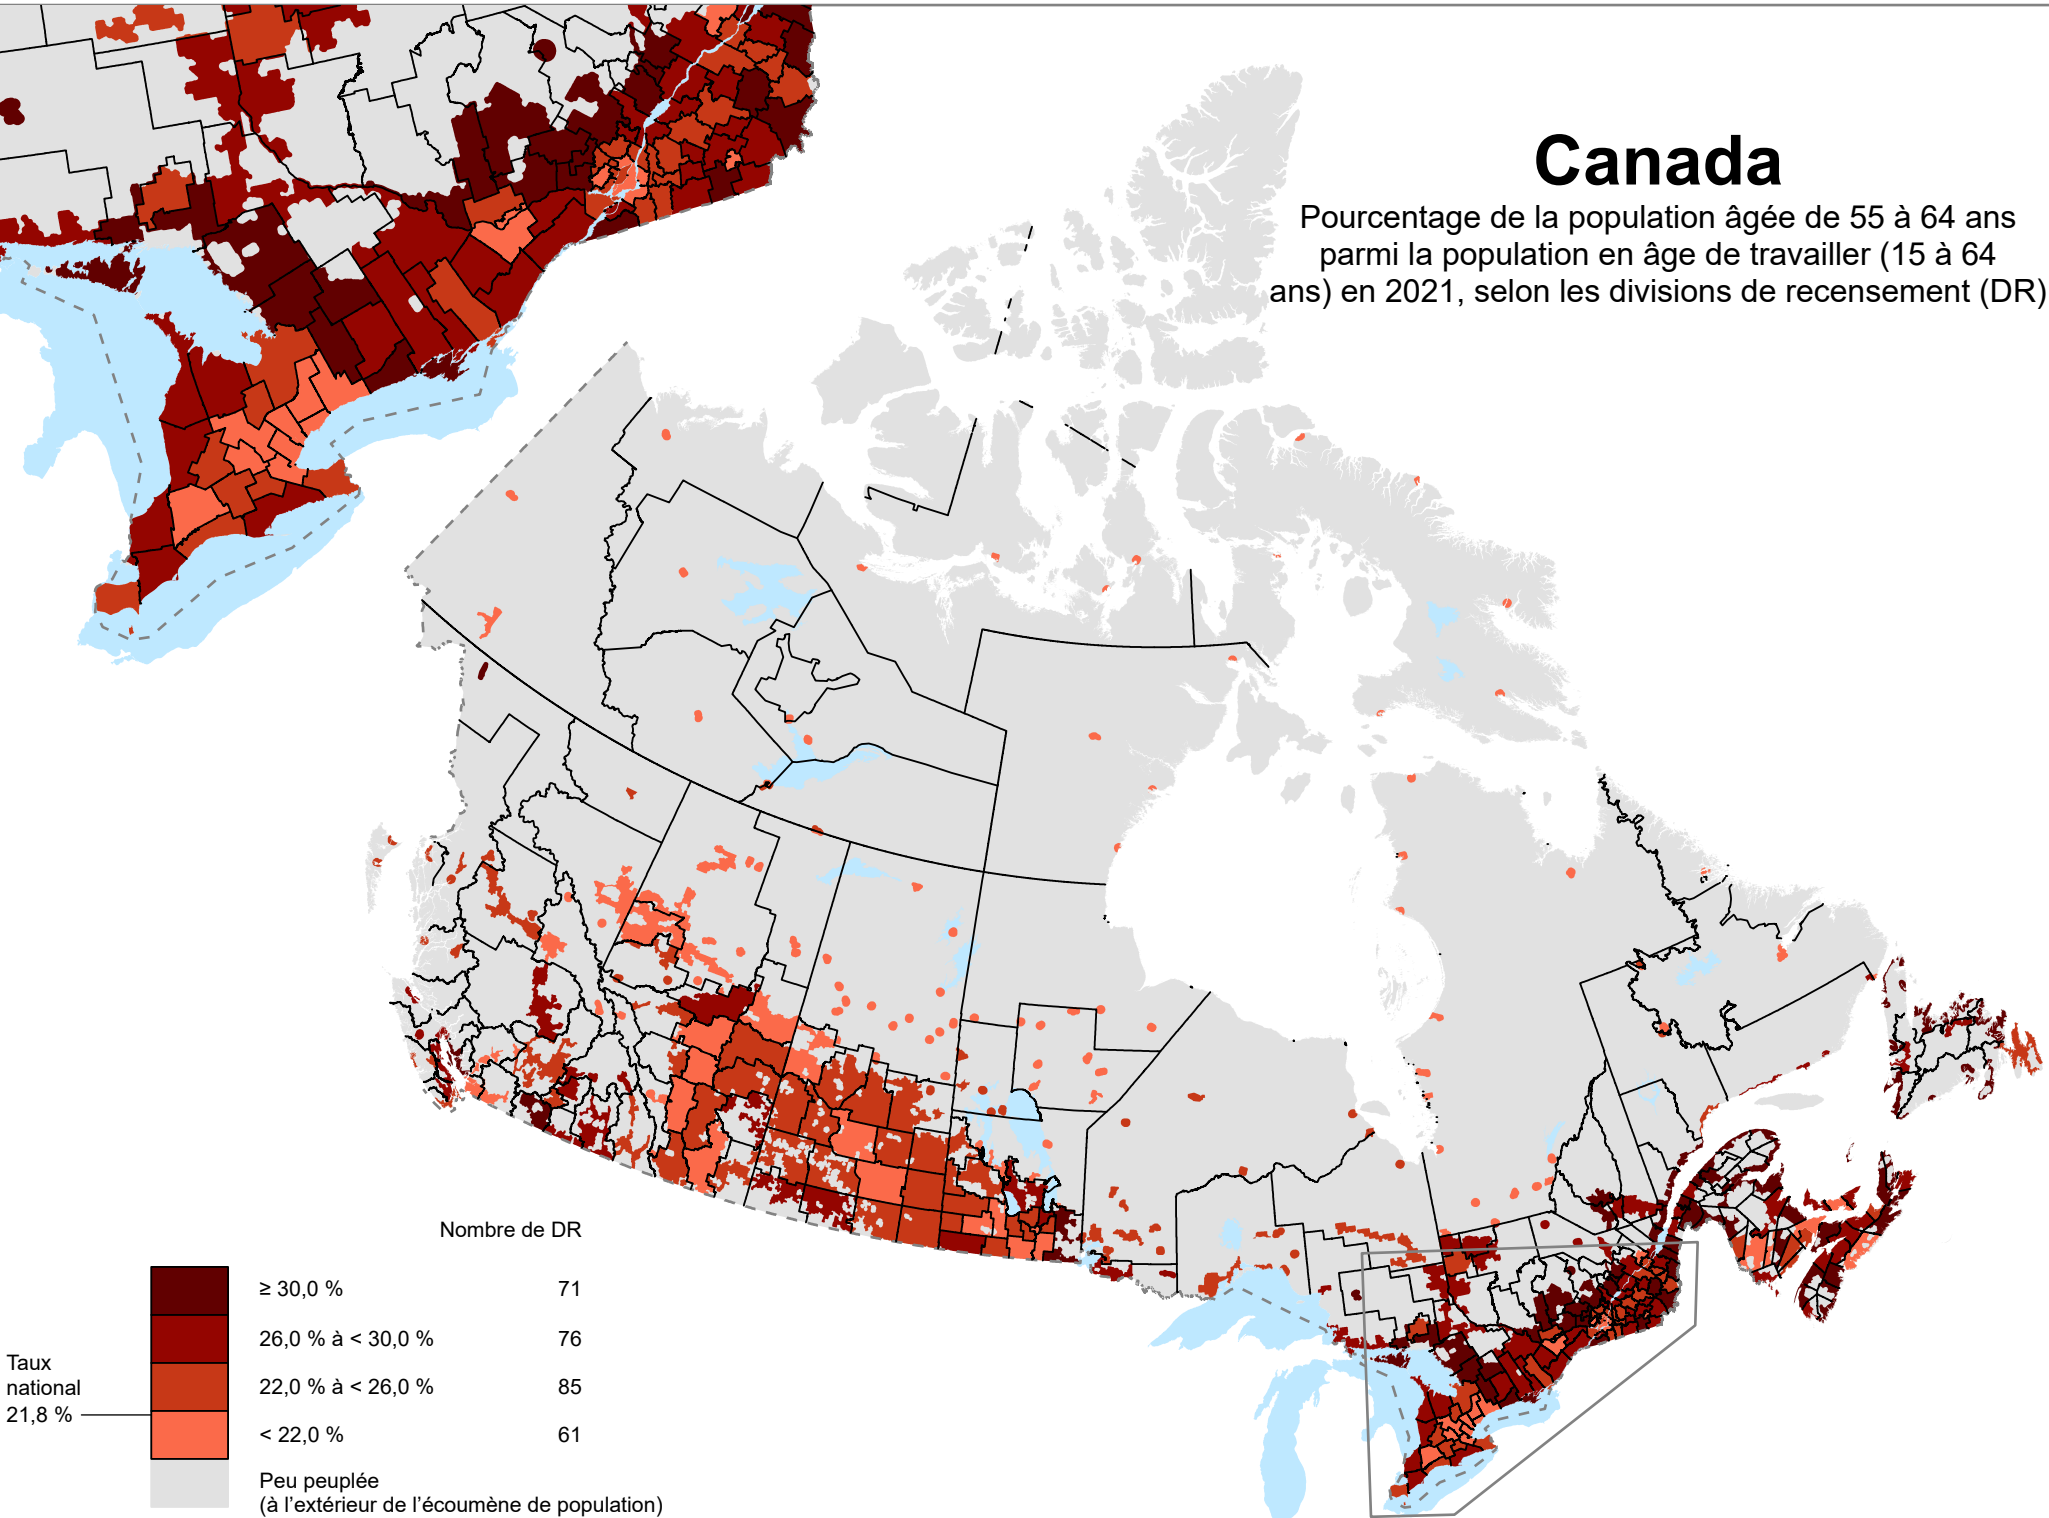 Canada
Pourcentage de la population âgée de 55 à 64 ans
parmi la population en âge de travailler (15 à 64
ans) en 2021, selon les divisions de recensement (DR)
Nombre de DR
≥ 30,0 % 71
26,0 % à < 30,0 % 76
22,0 % à < 26,0 % 85
< 22,0 % 61
Taux
national
21,8 %
Peu peuplée
(à l’extérieur de l’écoumène de population)